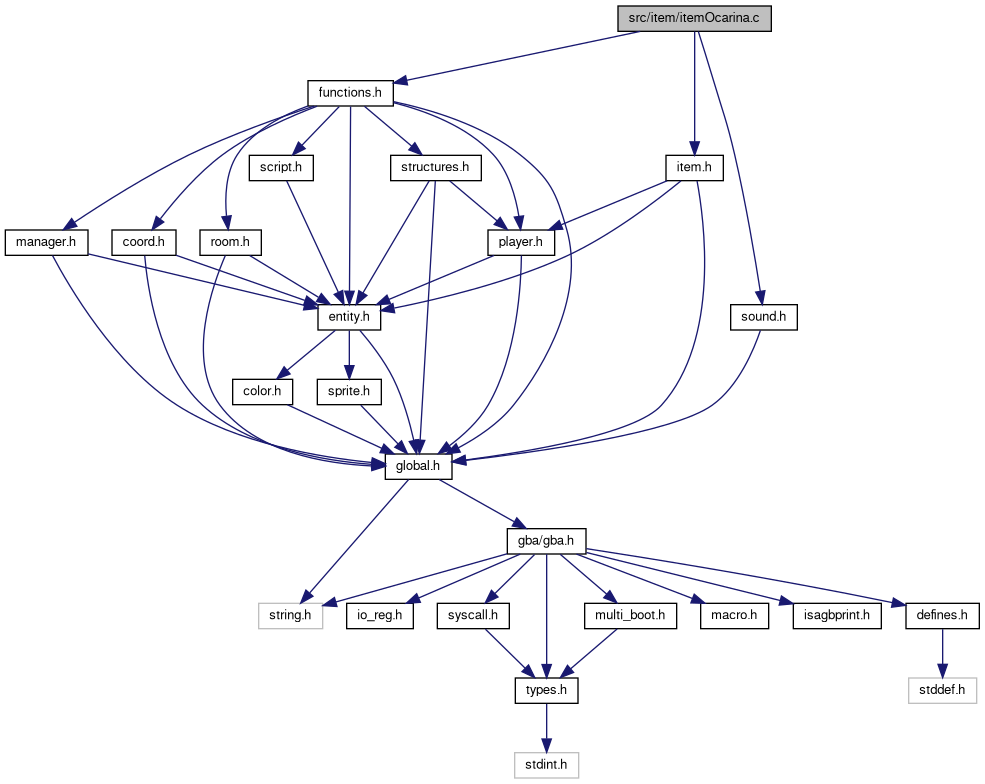 src/item/itemOcarina.c
functions.h
script.h
structures.h
item.h
manager.h
coord.h
room.h
player.h
entity.h
sound.h
color.h
sprite.h
global.h
gba/gba.h
string.h
io_reg.h
syscall.h
multi_boot.h
macro.h
isagbprint.h
defines.h
types.h
stddef.h
stdint.h